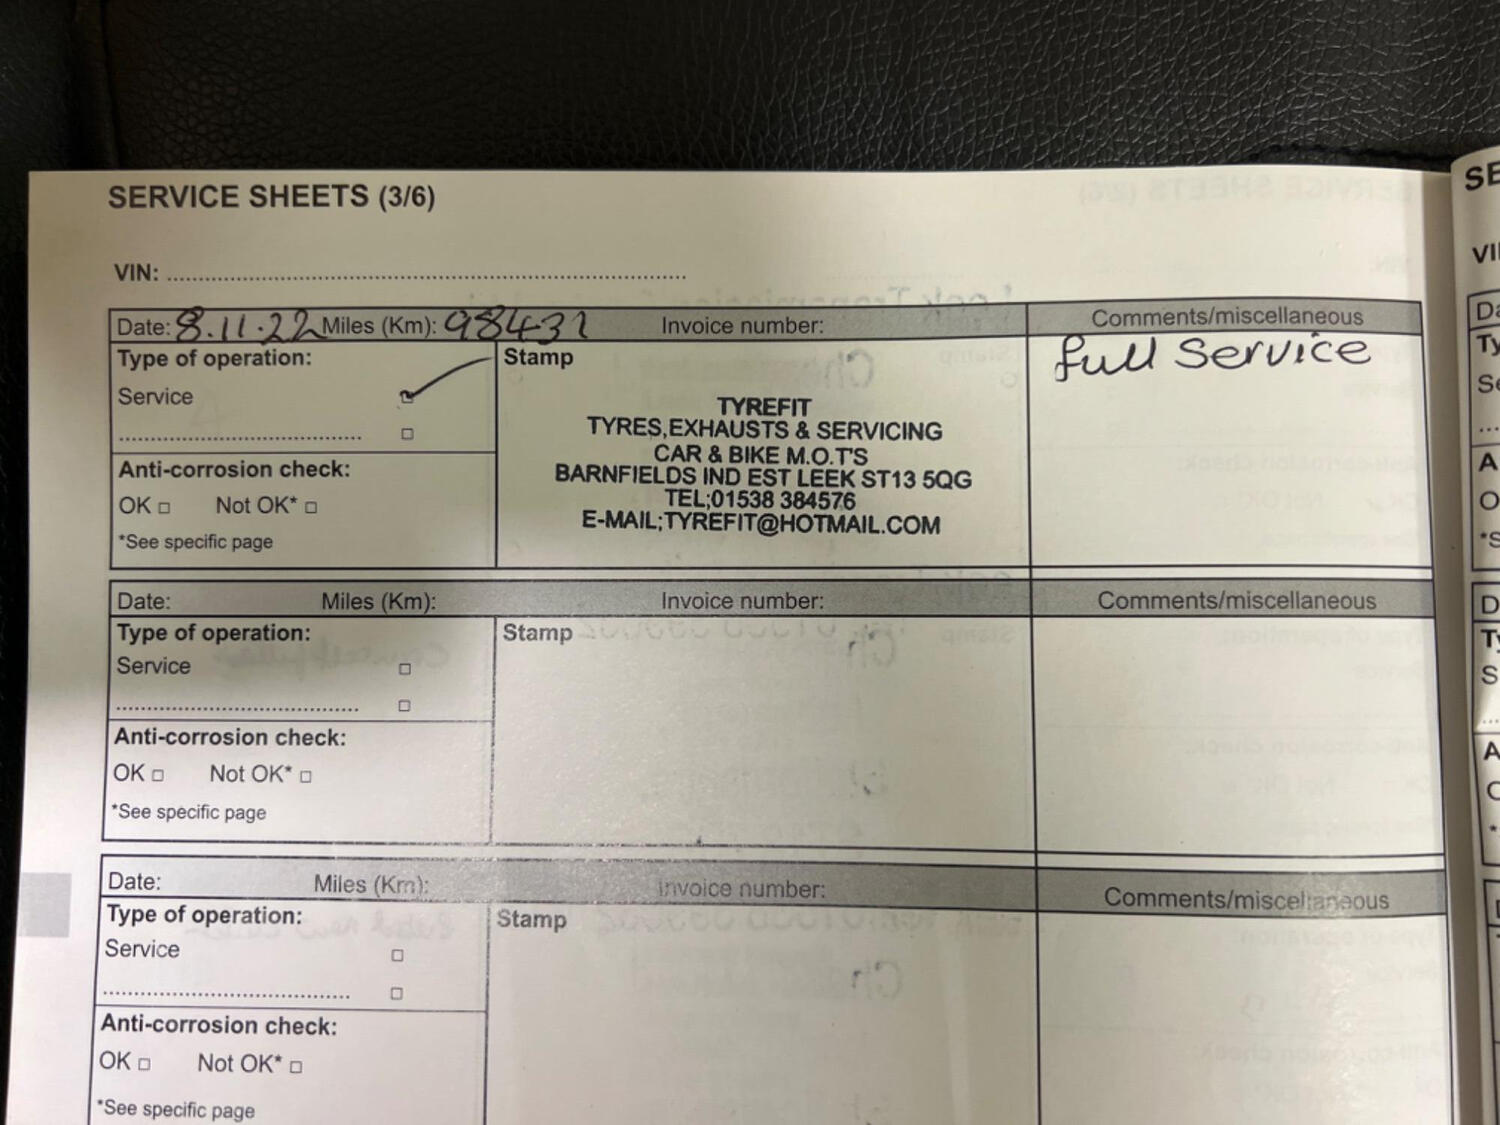 SERVICE SHEETS (3/6)
VIN:
Date: 8.11.22 Miles (Km): 98431 Invoice number: Comments/miscellaneous
Type of operation: Stamp full Service
Service
TYREFIT
TYRES,EXHAUSTS & SERVICING
CAR & BIKE M.O.T'S
BARNFIELDS IND EST LEEK ST13 5QG
TEL;01538 384576
E-MAIL;TYREFIT@HOTMAIL.COM
Anti-corrosion check:
OK Not OK*
*See specific page
Date: Miles (Km): Invoice number: Comments/miscellaneous
Type of operation: Stamp
Service
Anti-corrosion check:
OK Not OK*
*See specific page
Date: Miles (Km): Invoice number: Comments/miscellaneous
Type of operation: Stamp
Service
Anti-corrosion check:
OK Not OK*
*See specific page